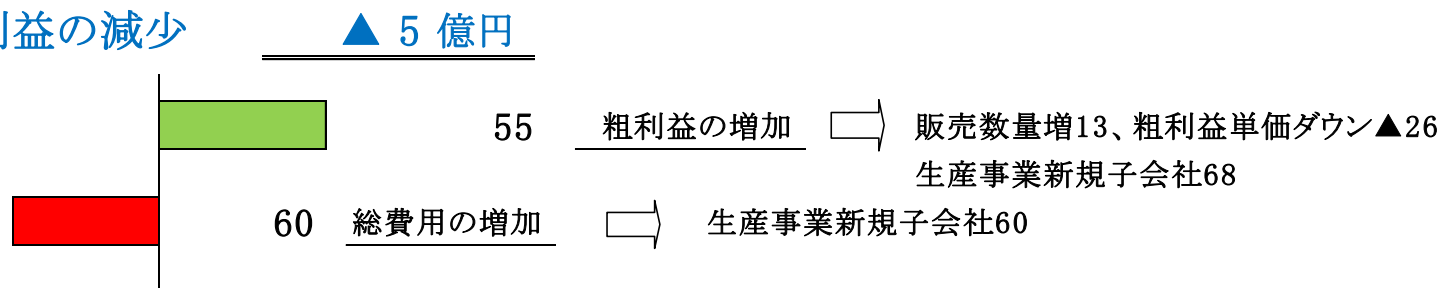 利益の減少 ▲ 5 億円
55 粗利益の増加 販売数量増13、粗利益単価ダウン▲26
生産事業新規子会社68
60 総費用の増加 生産事業新規子会社60